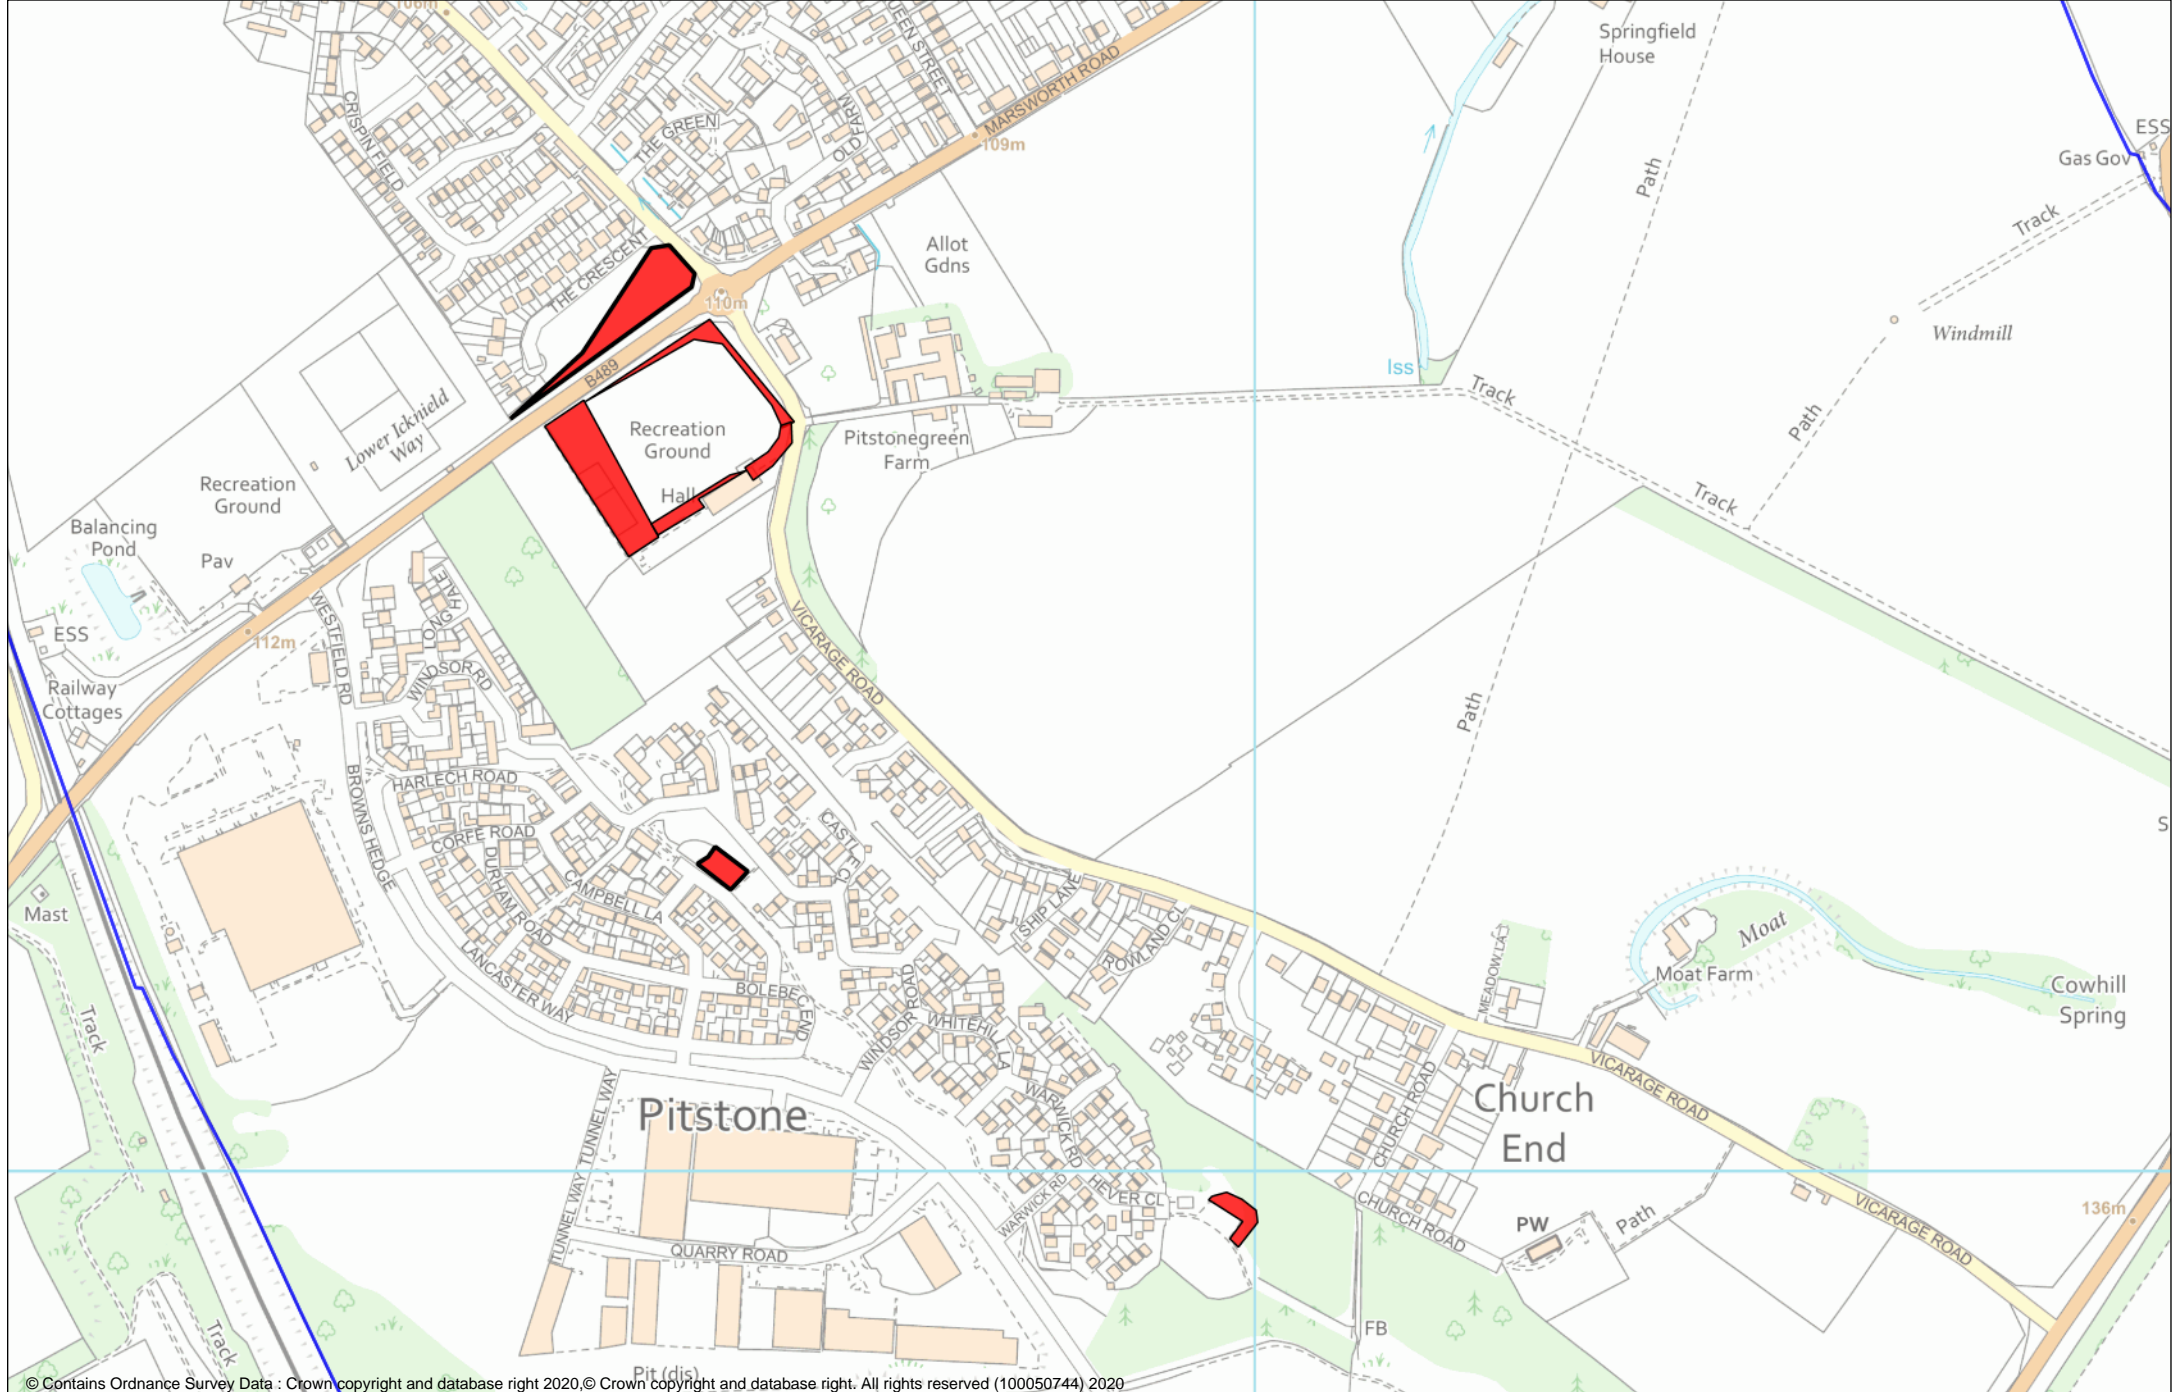 106m
Springfield
House
QUEEN STREET
MARSWORTH ROAD
109m
CRISPIN FIELD
THE GREEN
OLD FARM
ESS
Gas Gov
Path
Track
Allot
Gdns
THE CRESCENT
110m
Windmill
Iss
Track
B489
Lower Icknield
Way
Recreation
Ground
Pitstonegreen
Farm
Path
Recreation
Ground
Hall
Track
Balancing
Pond
Pav
LONG HALE
WESTFIELD RD
VICARAGE ROAD
ESS
112m
WINDSOR RD
Railway
Cottages
Path
HARLECH ROAD
BROWNS HEDGE
CORFE ROAD
CASTLE CL
S
DURHAM ROAD
CAMPBELL LA
SHIP LANE
ROWLAND CL
Mast
MEADOW LA
Moat
Moat Farm
Cowhill
Spring
LANCASTER WAY
BOLEBEC END
WINDSOR ROAD
WHITEHILL LA
Track
VICARAGE ROAD
Church
End
Pitstone
TUNNEL WAY
WARWICK RD
CHURCH ROAD
TUNNEL WAY
WARWICK RD
HEVER CL
CHURCH ROAD
PW
Path
VICARAGE ROAD
136m
QUARRY ROAD
Track
FB
Pit (dis)
© Contains Ordnance Survey Data : Crown copyright and database right 2020,© Crown copyright and database right. All rights reserved (100050744) 2020